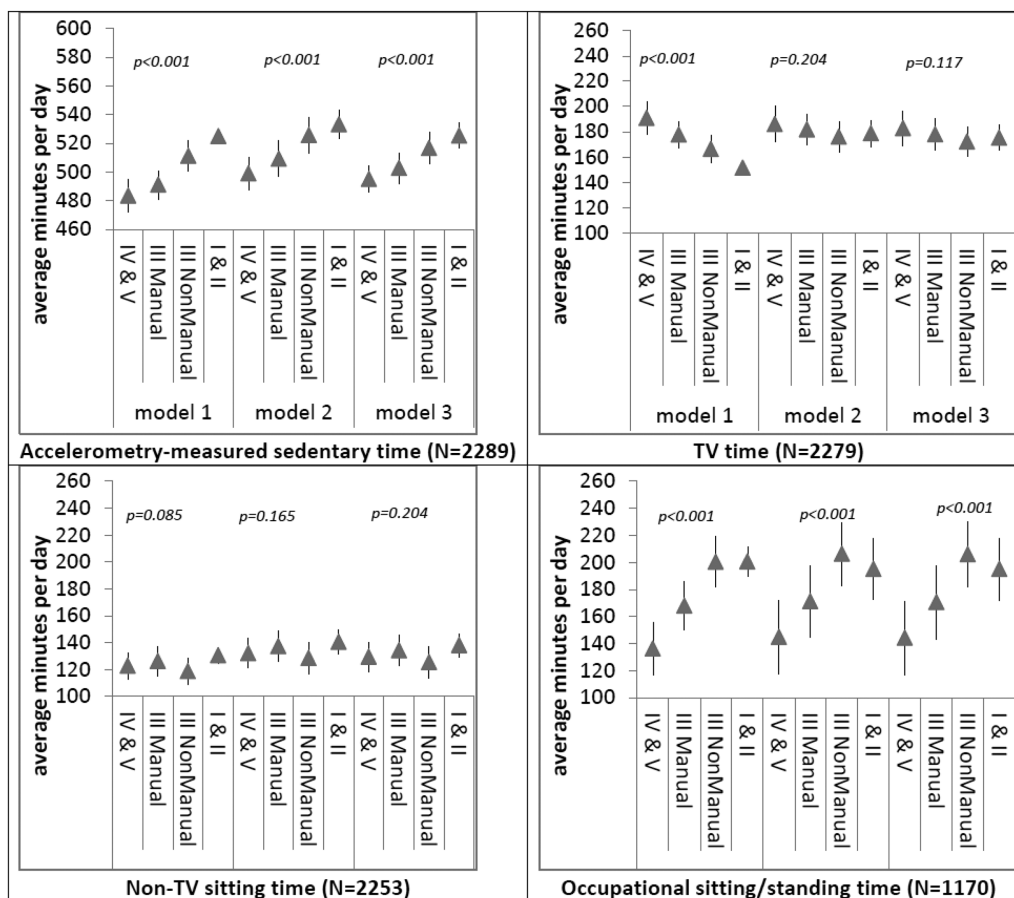 average minutes per day
600
580
560
540
520
500
480
460
p<0.001
p<0.001
p<0.001
IV & V
III Manual
III NonManual
I & II
IV & V
III Manual
III NonManual
I & II
IV & V
III Manual
III NonManual
I & II
model 1
model 2
model 3
Accelerometry-measured sedentary time (N=2289)
average minutes per day
260
240
220
200
180
160
140
120
100
p<0.001
p=0.204
p=0.117
IV & V
III Manual
III NonManual
I & II
IV & V
III Manual
III NonManual
I & II
IV & V
III Manual
III NonManual
I & II
model 1
model 2
model 3
TV time (N=2279)
average minutes per day
260
240
220
200
180
160
140
120
100
p=0.085
p=0.165
p=0.204
IV & V
III Manual
III NonManual
I & II
IV & V
III Manual
III NonManual
I & II
IV & V
III Manual
III NonManual
I & II
Non-TV sitting time (N=2253)
average minutes per day
260
240
220
200
180
160
140
120
100
p<0.001
p<0.001
p<0.001
IV & V
III Manual
III NonManual
I & II
IV & V
III Manual
III NonManual
I & II
IV & V
III Manual
III NonManual
I & II
Occupational sitting/standing time (N=1170)